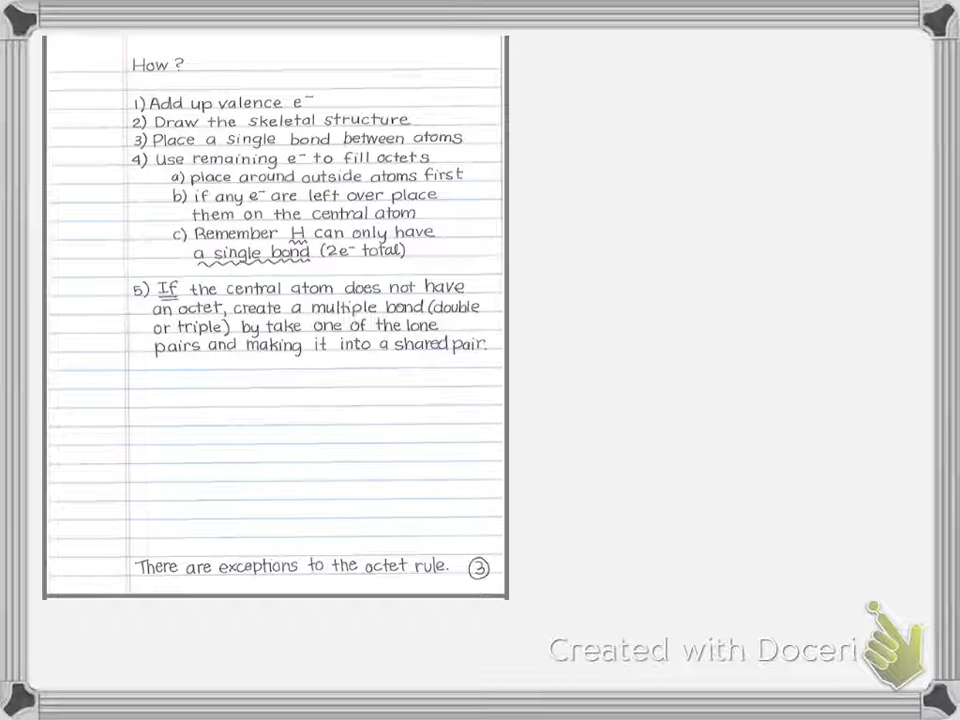 How?
1) Add up valence e⁻
2) Draw the skeletal structure
3) Place a single bond between atoms
4) Use remaining e⁻ to fill octets
a) place around outside atoms first
b) if any e⁻ are left over place
them on the central atom
c) Remember H can only have
a single bond (2e⁻ total)
5) If the central atom does not have
an octet, create a multiple bond (double
or triple) by take one of the lone
pairs and making it into a shared pair.
There are exceptions to the octet rule. 3
Created with Doceri